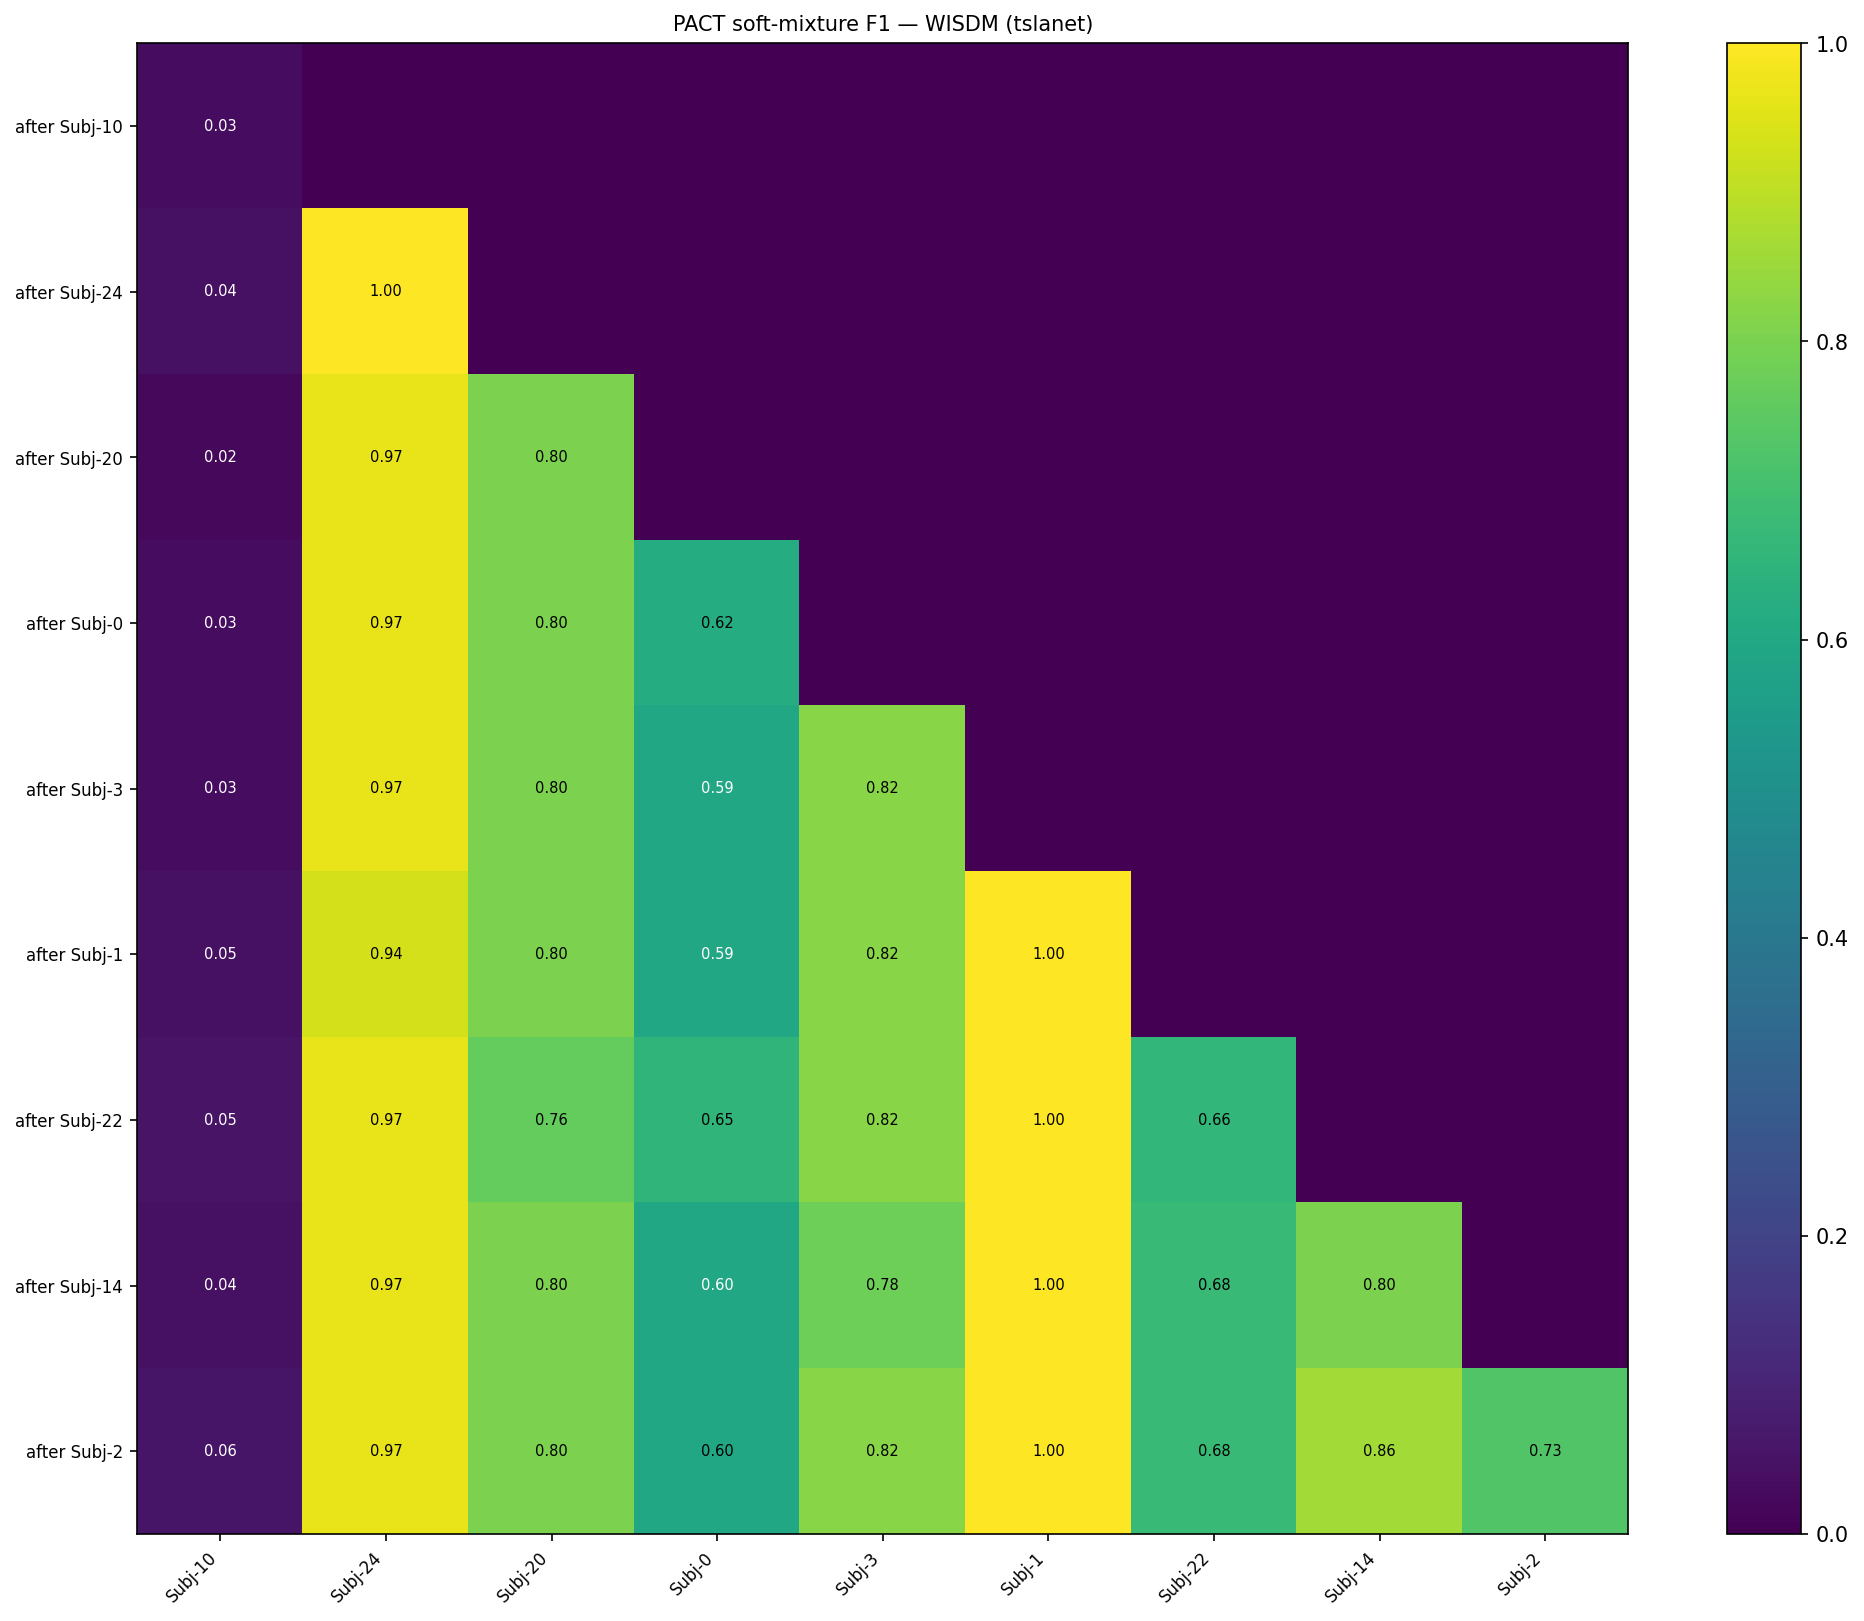 PACT soft-mixture F1 — WISDM (tslanet)
after Subj-10 0.03
after Subj-24 0.04 1.00
after Subj-20 0.02 0.97 0.80
after Subj-0 0.03 0.97 0.80 0.62
after Subj-3 0.03 0.97 0.80 0.59 0.82
after Subj-1 0.05 0.94 0.80 0.59 0.82 1.00
after Subj-22 0.05 0.97 0.76 0.65 0.82 1.00 0.66
after Subj-14 0.04 0.97 0.80 0.60 0.78 1.00 0.68 0.80
after Subj-2 0.06 0.97 0.80 0.60 0.82 1.00 0.68 0.86 0.73
Subj-10 Subj-24 Subj-20 Subj-0 Subj-3 Subj-1 Subj-22 Subj-14 Subj-2
1.0
0.8
0.6
0.4
0.2
0.0